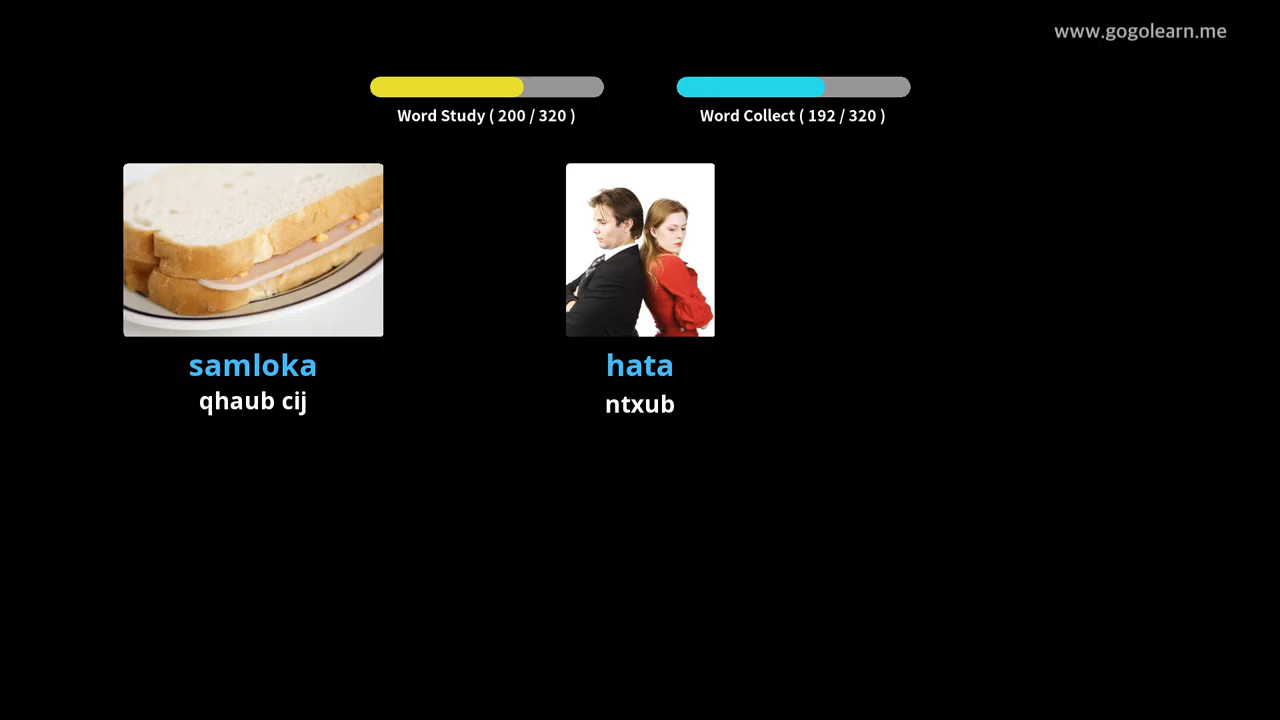 www.gogolearn.me
Word Study ( 200 / 320 )
Word Collect ( 192 / 320 )
samloka
qhaub cij
hata
ntxub